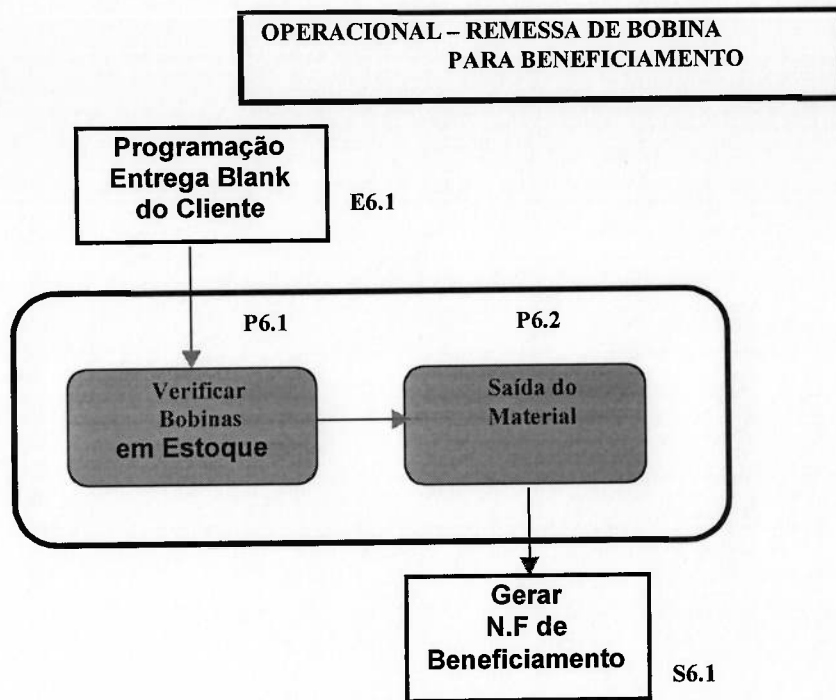 OPERACIONAL – REMESSA DE BOBINA
PARA BENEFICIAMENTO
Programação
Entrega Blank
do Cliente
E6.1
P6.1
P6.2
Verificar
Bobinas
em Estoque
Saída do
Material
Gerar
N.F de
Beneficiamento
S6.1